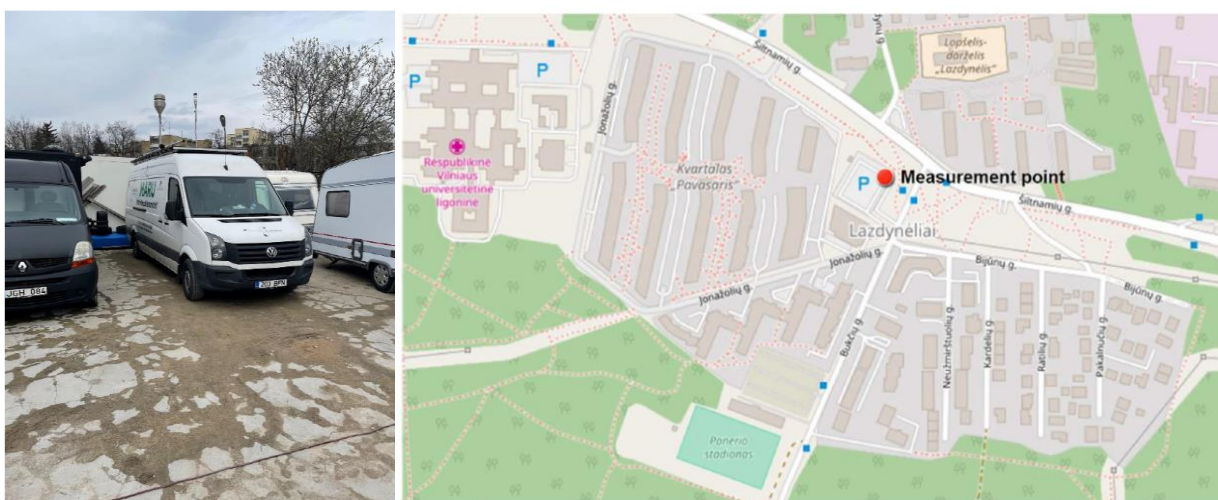 HARKU
JGH 084
Šiltnamių g.
Lopšelis-
darželis
„Lazdynėlis"
P
P
Jonažolių g.
Respublikinė
Vilniaus
universitetinė
ligoninė
Kvartalas
„Pavasaris"
P
Measurement point
Šiltnamių g.
Lazdynėliai
Jonažolių g.
Jonažolių g.
Bijūnų g.
Bijūnų g.
Bukčių g.
Neužmirštuolių g.
Kardelių g.
Ratilių g.
Pakalnučių g.
Panerio
stadionas